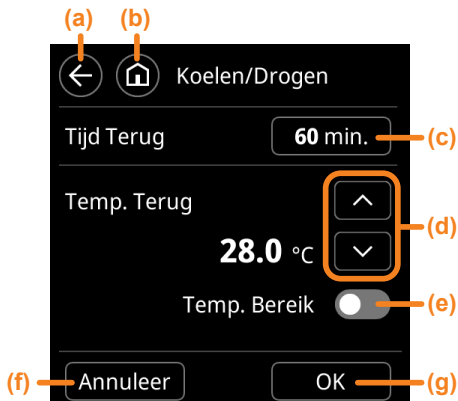 (a) (b)
Koelen/Drogen
Tijd Terug 60 min. (c)
Temp. Terug
(d)
28.0 °C
Temp. Bereik (e)
(f) Annuleer OK (g)